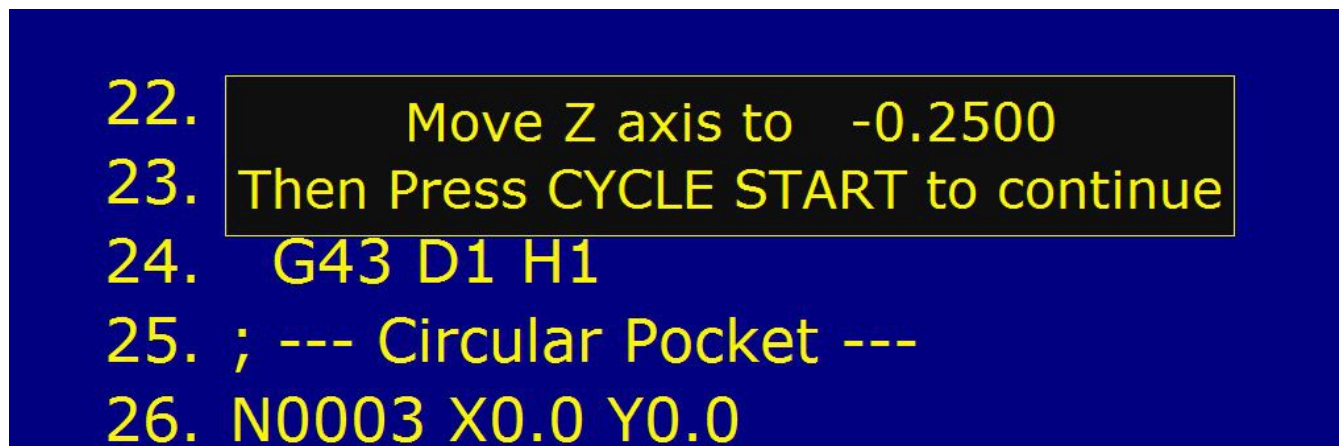 22.
Move Z axis to -0.2500
23.
Then Press CYCLE START to continue
24. G43 D1 H1
25. ; --- Circular Pocket ---
26. N0003 X0.0 Y0.0